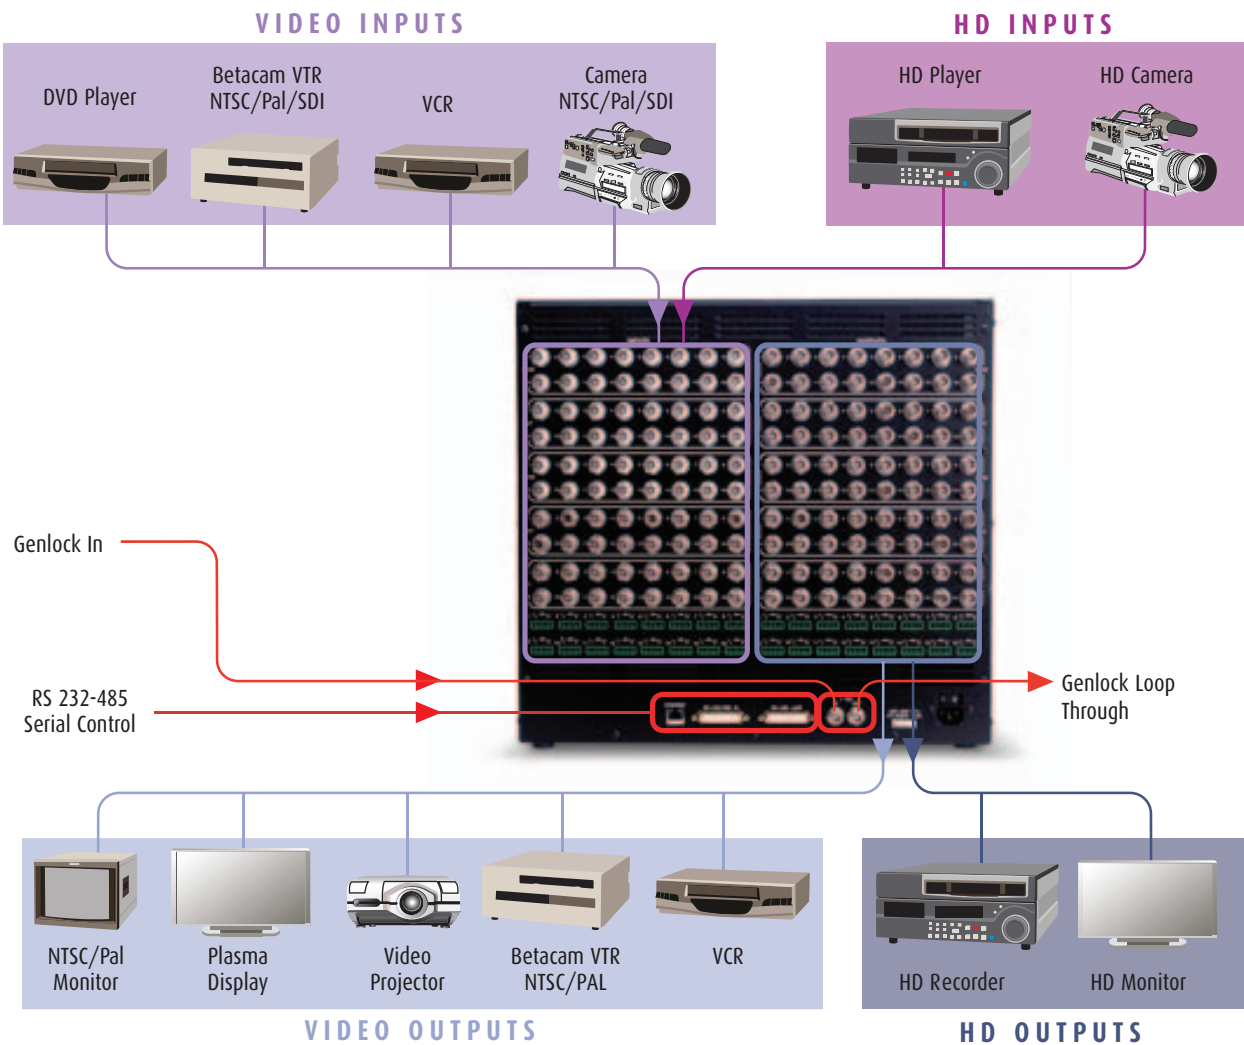 VIDEO INPUTS
HD INPUTS
DVD Player
Betacam VTR
NTSC/Pal/SDI
VCR
Camera
NTSC/Pal/SDI
HD Player
HD Camera
Genlock In
RS 232-485
Serial Control
Genlock Loop
Through
NTSC/Pal
Monitor
Plasma
Display
Video
Projector
Betacam VTR
NTSC/PAL
VCR
HD Recorder
HD Monitor
VIDEO OUTPUTS
HD OUTPUTS